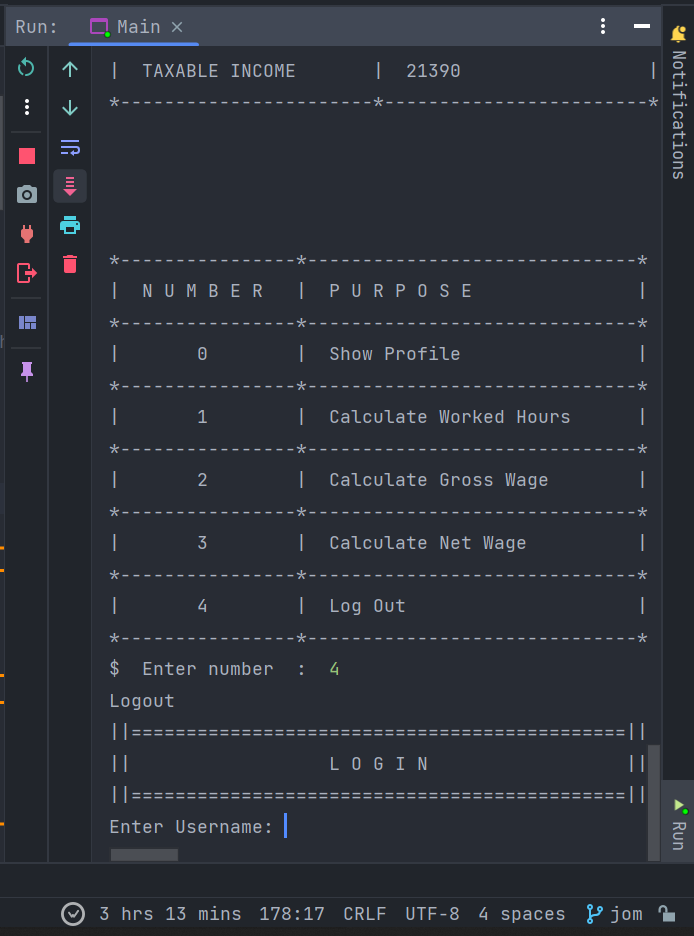 Run: Main
| TAXABLE INCOME | 21390 |
*------------------------*------------------------*
*----------------*------------------------------*
| N U M B E R | P U R P O S E |
*----------------*------------------------------*
| 0 | Show Profile |
*----------------*------------------------------*
| 1 | Calculate Worked Hours |
*----------------*------------------------------*
| 2 | Calculate Gross Wage |
*----------------*------------------------------*
| 3 | Calculate Net Wage |
*----------------*------------------------------*
| 4 | Log Out |
*----------------*------------------------------*
$ Enter number : 4
Logout
||=============================================||
|| L O G I N ||
||=============================================||
Enter Username:
Notifications
Run
3 hrs 13 mins 178:17 CRLF UTF-8 4 spaces jom